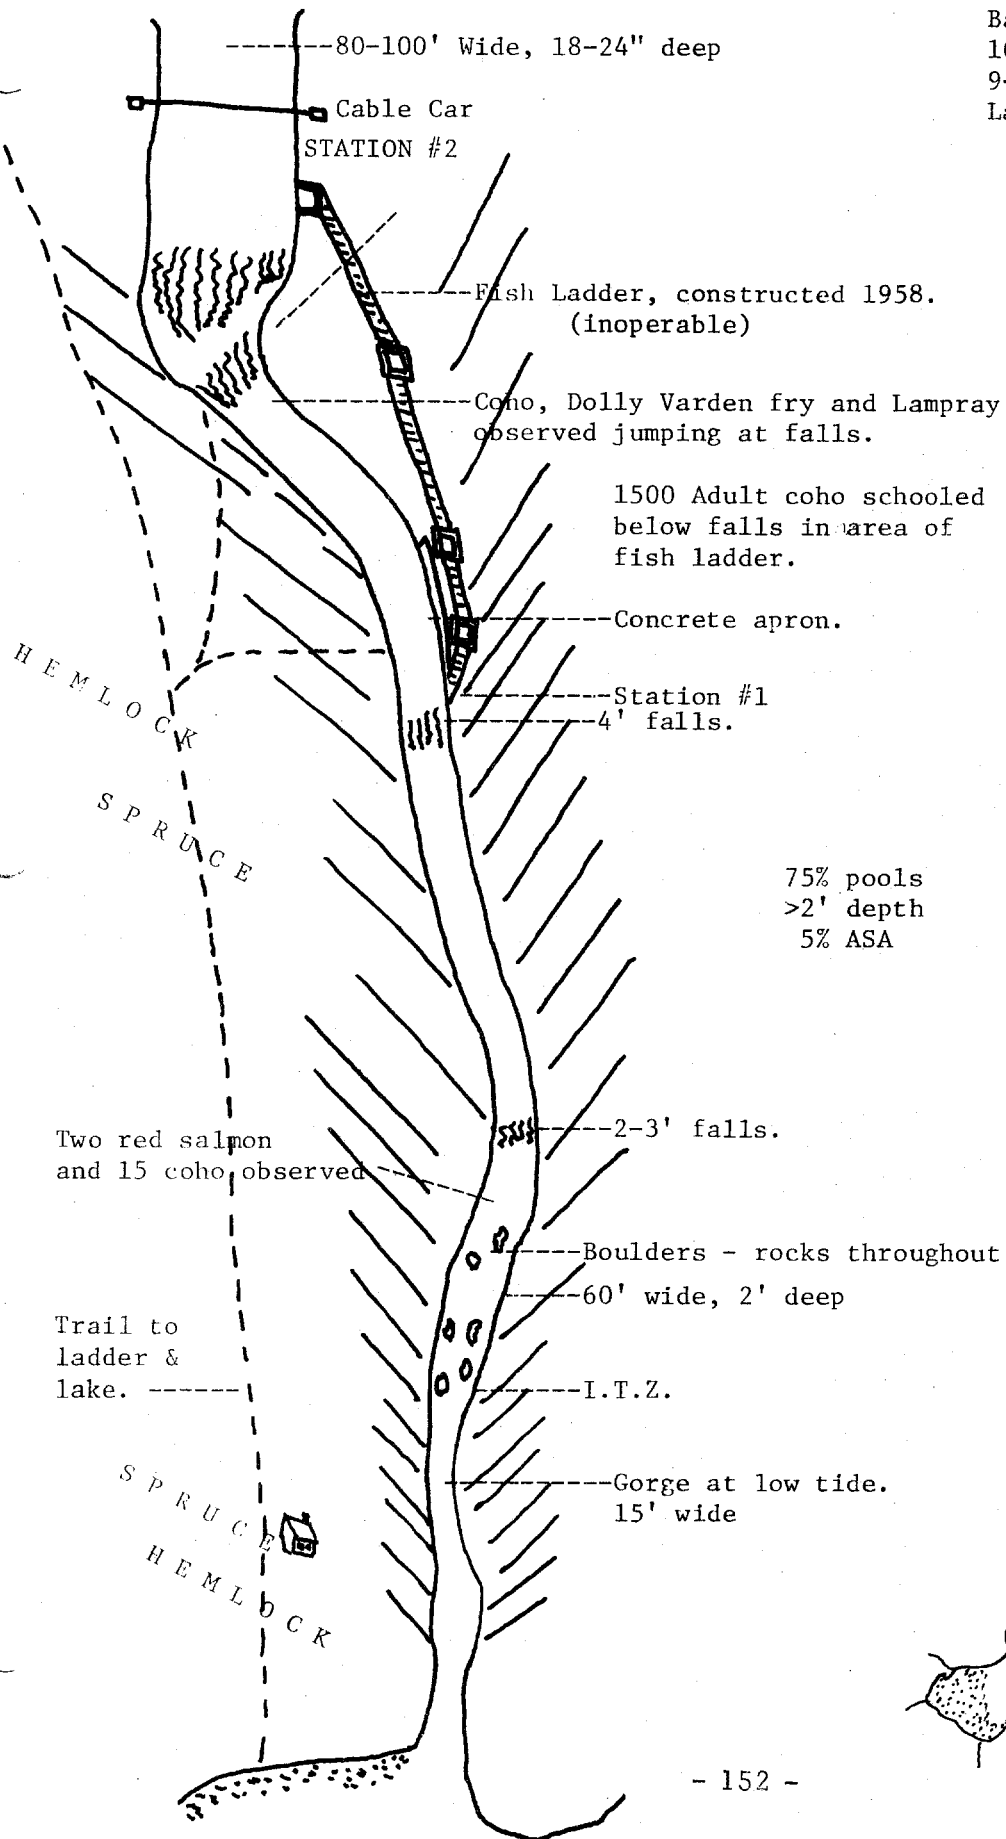 80-100' Wide, 18-24" deep
Cable Car
STATION #2
Fish Ladder, constructed 1958.
(inoperable)
Coho, Dolly Varden fry and Lampray
observed jumping at falls.
1500 Adult coho schooled
below falls in area of
fish ladder.
Concrete apron.
Station #1
4' falls.
HEMLOCK
SPRUCE
75% pools
>2' depth
5% ASA
2-3' falls.
Two red salmon
and 15 coho observed
Boulders - rocks throughout
60' wide, 2' deep
Trail to
ladder &
lake.
I.T.Z.
Gorge at low tide.
15' wide
SPRUCE
HEMLOCK
- 152 -